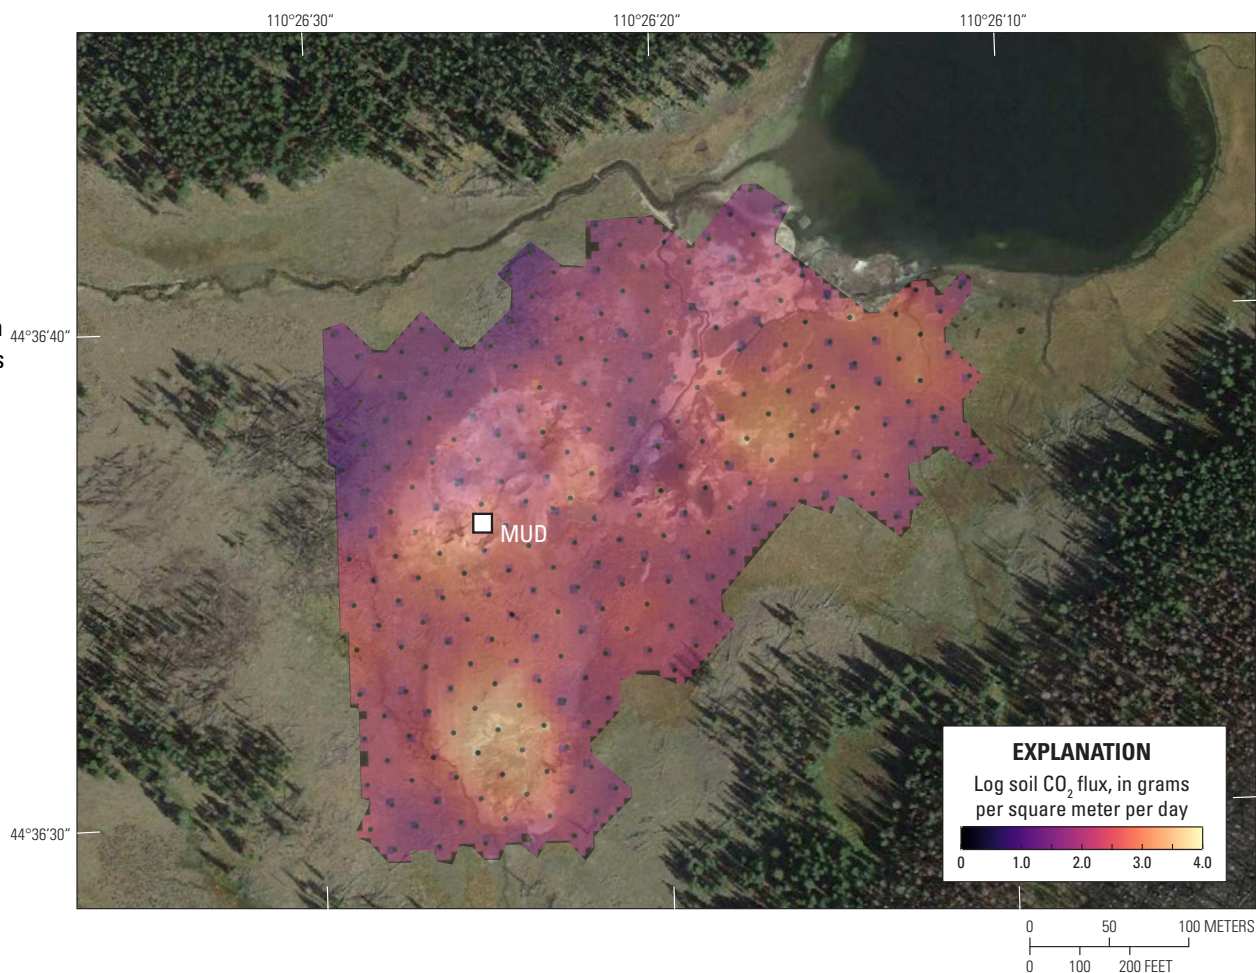 110°26'30" 110°26'20" 110°26'10"
44°36'40"
s
MUD
44°36'30"
EXPLANATION
Log soil CO₂ flux, in grams
per square meter per day
0 1.0 2.0 3.0 4.0
0 50 100 METERS
0 100 200 FEET